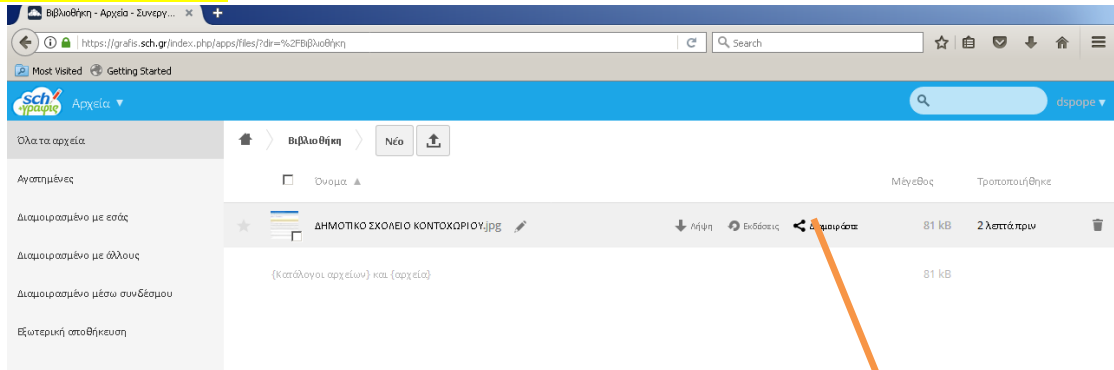 Βιβλιοθήκη - Αρχεία - Συνεργ... × +
https://grafis.sch.gr/index.php/apps/files/?dir=%2FΒιβλιοθήκη Search
Most Visited Getting Started
sch γραφις Αρχεία ▼ dspope ▼
Όλα τα αρχεία Βιβλιοθήκη Νέο
Αγαπημένες Όνομα ▲ Μέγεθος Τροποποιήθηκε
Διαμοιρασμένο με εσάς ΔΗΜΟΤΙΚΟ ΣΧΟΛΕΙΟ ΚΟΝΤΟΧΩΡΙΟΥ.jpg Λήψη Εκδόσεις Διαμοιράστε 81 kB 2 λεπτά πριν
Διαμοιρασμένο με άλλους {Κατάλογοι αρχείων} και {αρχεία} 81 kB
Διαμοιρασμένο μέσω συνδέσμου
Εξωτερική αποθήκευση